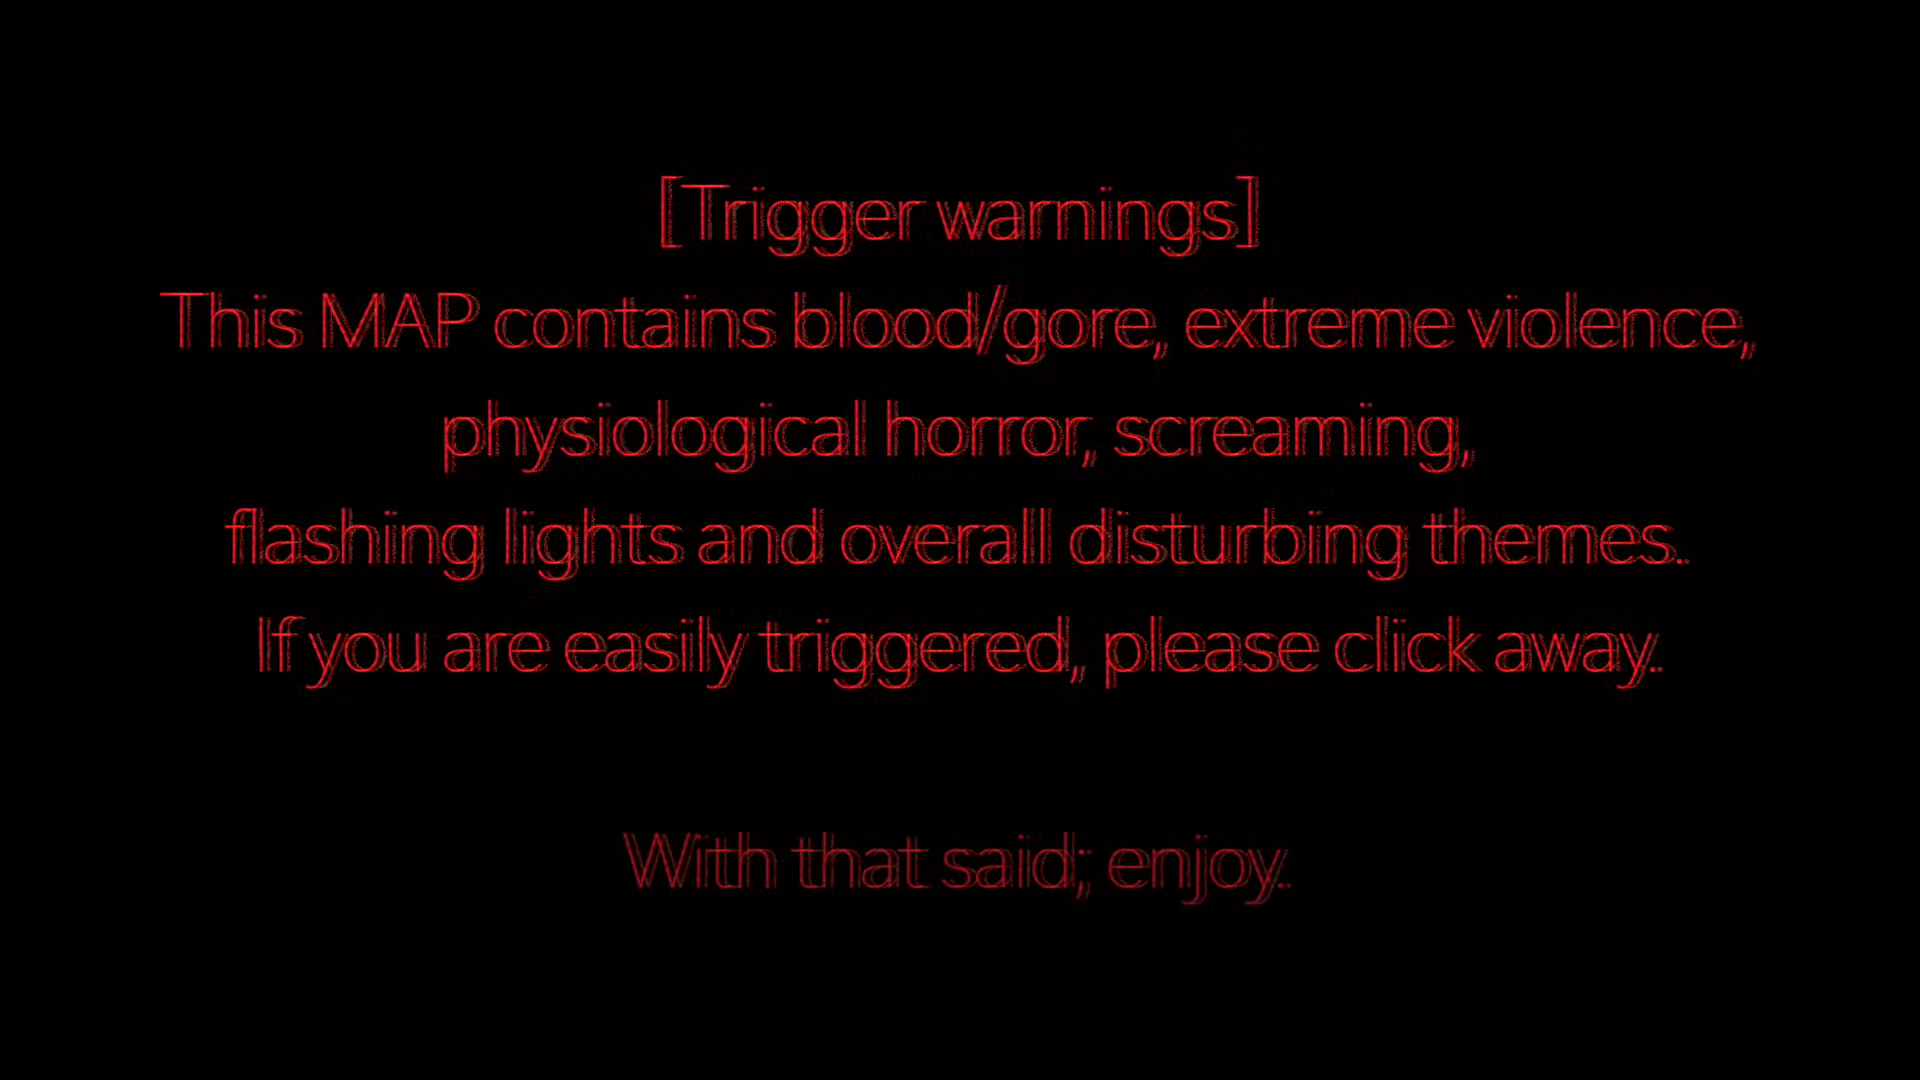 [Trigger warnings]
This MAP contains blood/gore, extreme violence,
physiological horror, screaming,
flashing lights and overall disturbing themes.
If you are easily triggered, please click away.
With that said; enjoy.